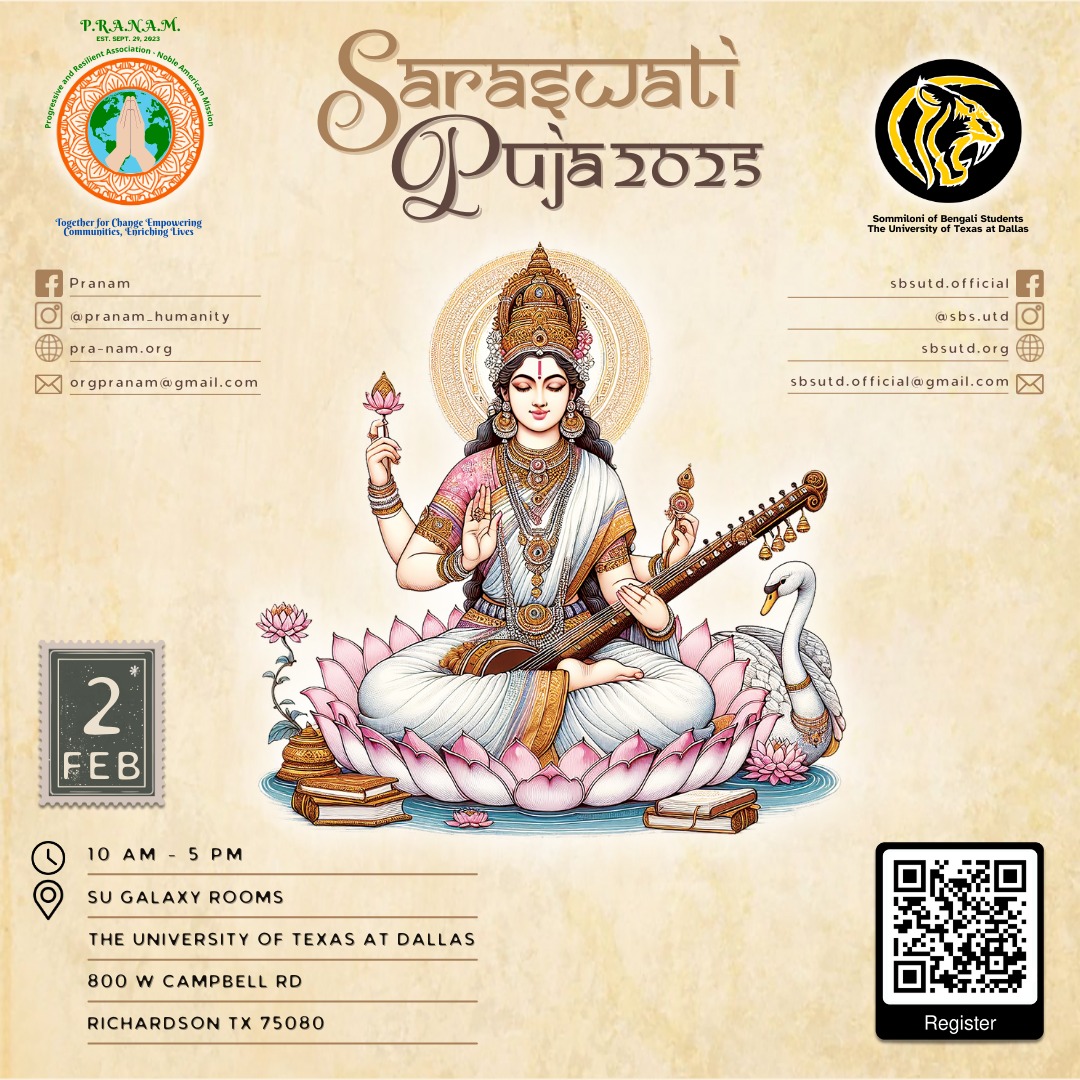 P.R.A.N.A.M.
EST. SEPT. 29, 2023
Progressive and Resilient Association - Noble American Mission
Together for Change Empowering
Communities, Enriching Lives
Saraswati
Puja 2025
Sommiloni of Bengali Students
The University of Texas at Dallas
Pranam
@pranam_humanity
pra-nam.org
orgpranam@gmail.com
sbsutd.official
@sbs.utd
sbsutd.org
sbsutd.official@gmail.com
2*
FEB
10 AM - 5 PM
SU GALAXY ROOMS
THE UNIVERSITY OF TEXAS AT DALLAS
800 W CAMPBELL RD
RICHARDSON TX 75080
Register